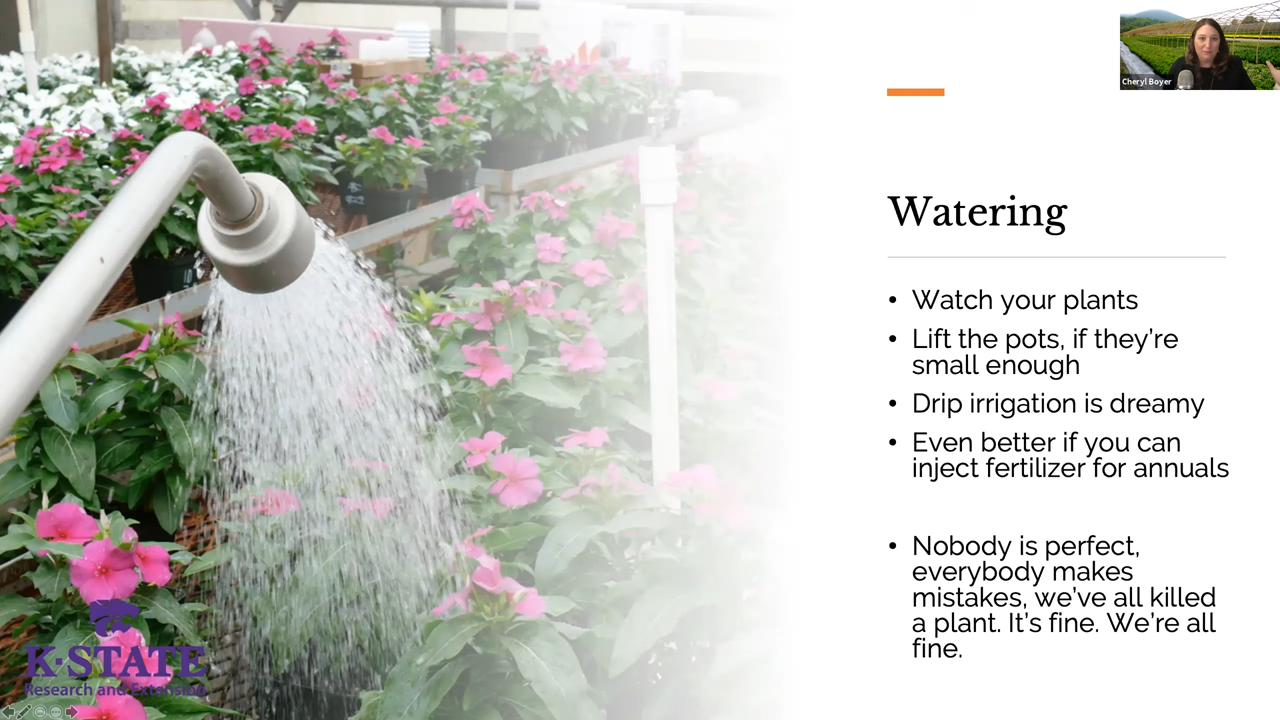 Cheryl Boyer
Watering
• Watch your plants
• Lift the pots, if they're
small enough
• Drip irrigation is dreamy
• Even better if you can
inject fertilizer for annuals
• Nobody is perfect,
everybody makes
mistakes, we've all killed
a plant. It's fine. We're all
fine.
K-STATE
Research and Extension